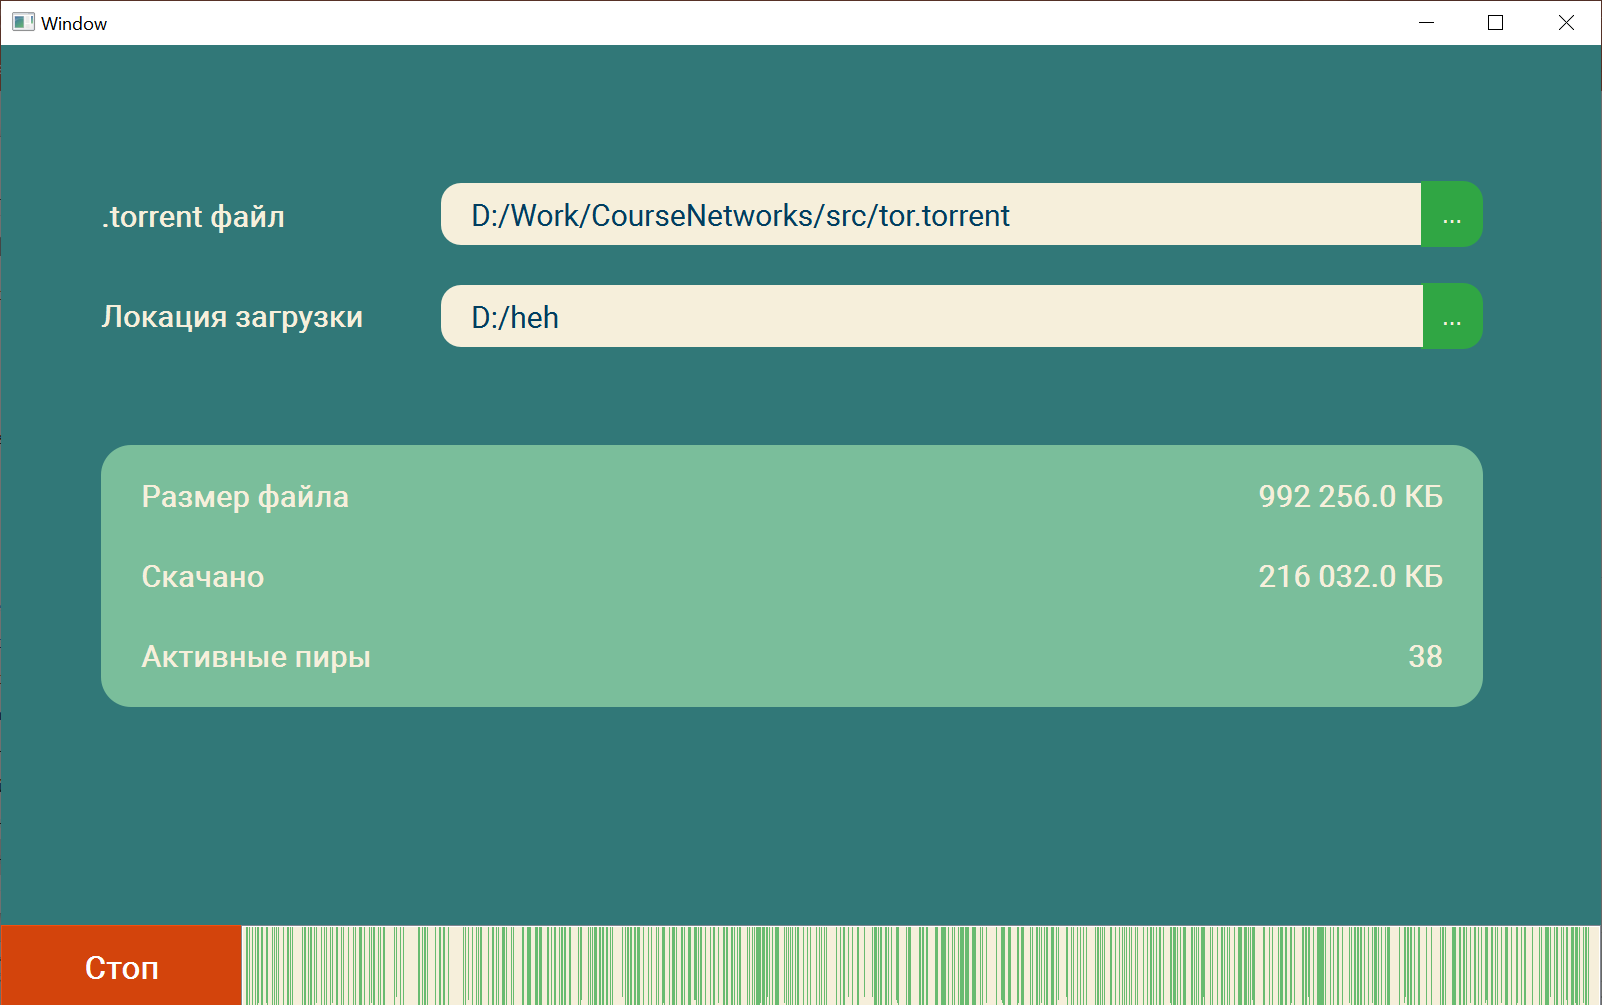 Window
.torrent файл
D:/Work/CourseNetworks/src/tor.torrent
...
Локация загрузки
D:/heh
...
Размер файла
992 256.0 КБ
Скачано
216 032.0 КБ
Активные пиры
38
Стоп